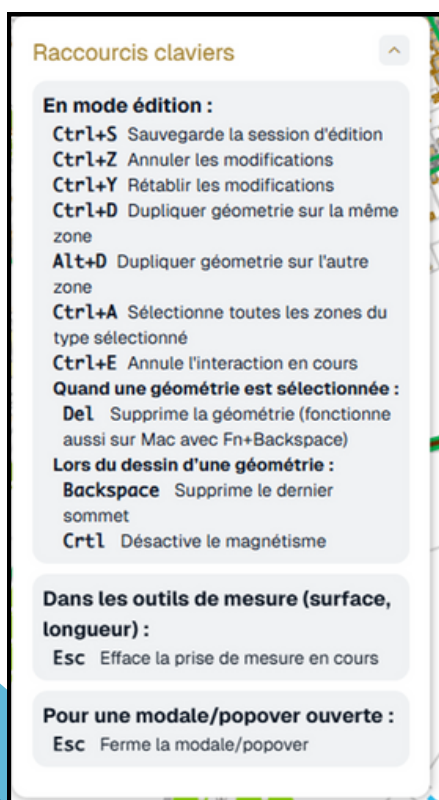 Raccourcis claviers
En mode édition :
Ctrl+S Sauvegarde la session d'édition
Ctrl+Z Annuler les modifications
Ctrl+Y Rétablir les modifications
Ctrl+D Dupliquer géometrie sur la même
zone
Alt+D Dupliquer géometrie sur l'autre
zone
Ctrl+A Sélectionne toutes les zones du
type sélectionné
Ctrl+E Annule l'interaction en cours
Quand une géométrie est sélectionnée :
Del Supprime la géométrie (fonctionne
aussi sur Mac avec Fn+Backspace)
Lors du dessin d'une géométrie :
Backspace Supprime le dernier
sommet
Crtl Désactive le magnétisme
Dans les outils de mesure (surface,
longueur) :
Esc Efface la prise de mesure en cours
Pour une modale/popover ouverte :
Esc Ferme la modale/popover